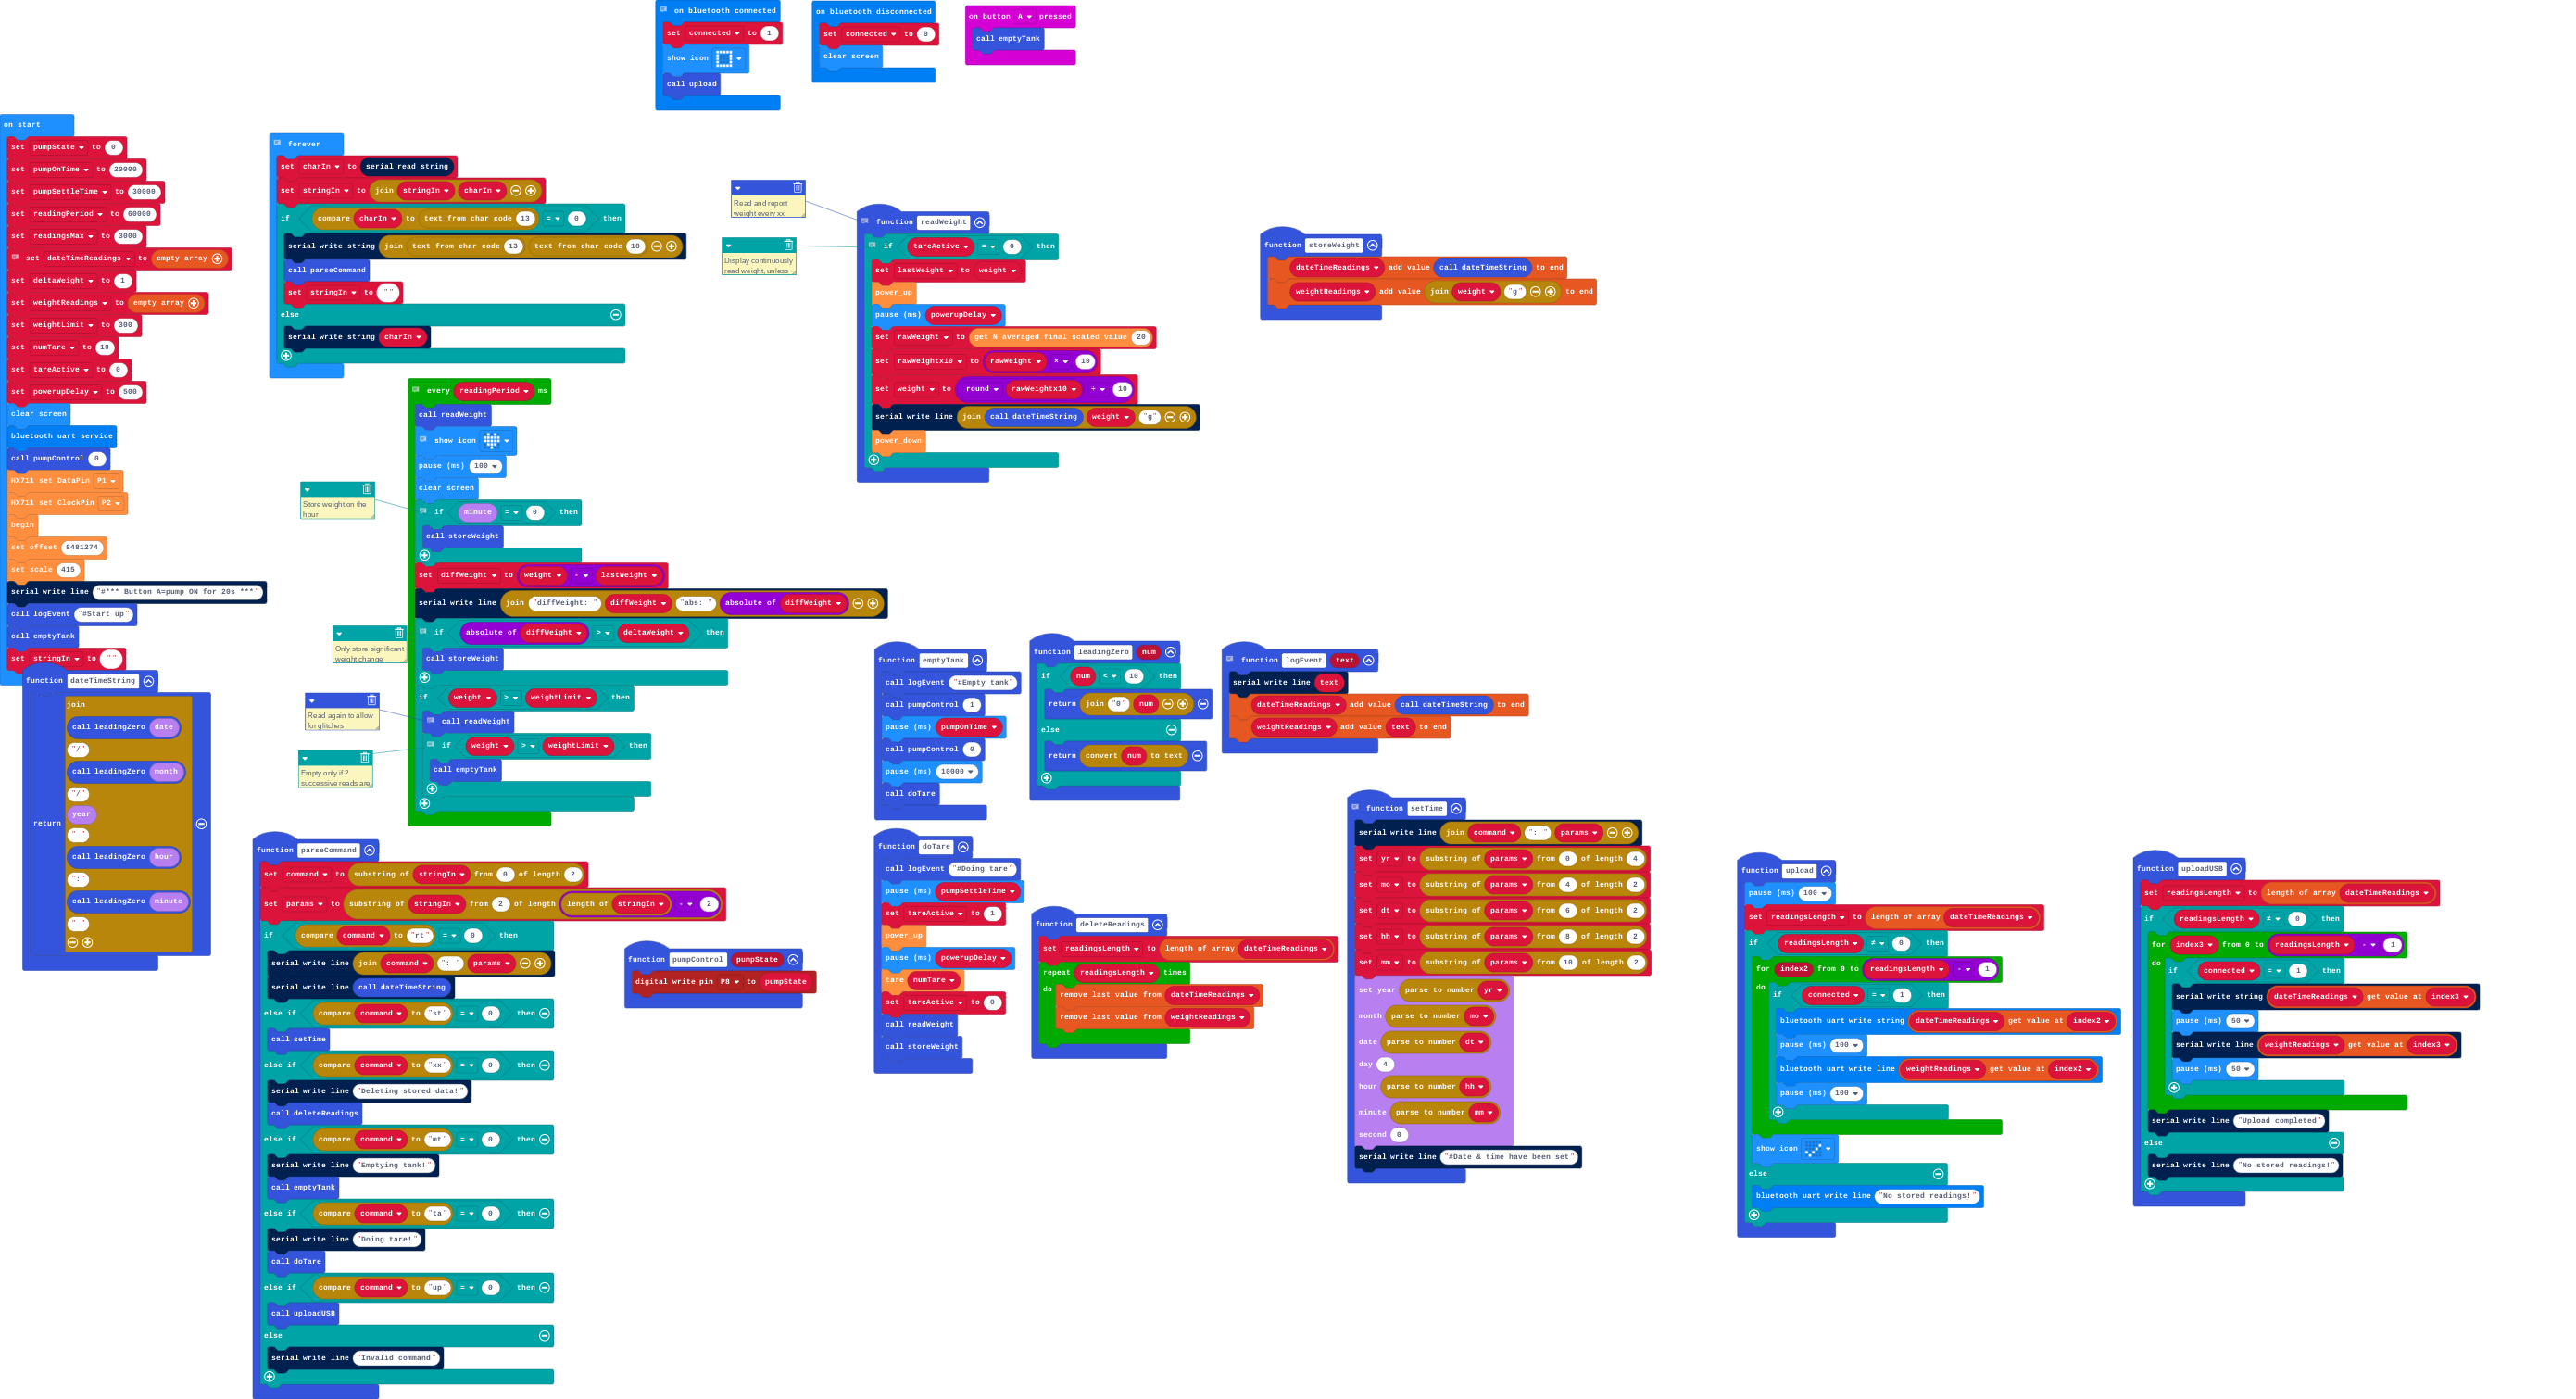 on bluetooth connected
set connected to 1
show icon
call upload
on bluetooth disconnected
set connected to 0
clear screen
on button A pressed
call emptyTank
on start
set pumpState to 0
set pumpOnTime to 20000
set pumpSettleTime to 30000
set readingPeriod to 60000
set readingsMax to 3000
set dateTimeReadings to empty array
set deltaWeight to 1
set weightReadings to empty array
set weightLimit to 300
set numTare to 10
set tareActive to 0
set powerupDelay to 500
clear screen
bluetooth uart service
call pumpControl 0
HX711 set DataPin P1
HX711 set ClockPin P2
begin
set offset 8481274
set scale 415
serial write line "#*** Button A=pump ON for 20s ***"
call logEvent "#Start up"
call emptyTank
set stringIn to ""
function dateTimeString
return
join
call leadingZero date
"/"
call leadingZero month
"/"
year
" "
call leadingZero hour
":"
call leadingZero minute
" "
forever
set charIn to serial read string
set stringIn to join stringIn charIn
if compare charIn to text from char code 13 = 0 then
serial write string join text from char code 13 text from char code 10
call parseCommand
set stringIn to ""
else
serial write string charIn
every readingPeriod ms
call readWeight
show icon
pause (ms) 100
clear screen
Store weight on the
hour
if minute = 0 then
call storeWeight
set diffWeight to weight - lastWeight
serial write line join "diffWeight: " diffWeight "abs: " absolute of diffWeight
Only store significant
weight change
if absolute of diffWeight > deltaWeight then
call storeWeight
if weight > weightLimit then
Read again to allow
for glitches
call readWeight
Empty only if 2
successive reads are
if weight > weightLimit then
call emptyTank
Read and report
weight every xx
Display continuously
read weight, unless
function readWeight
if tareActive = 0 then
set lastWeight to weight
power_up
pause (ms) powerupDelay
set rawWeight to get N averaged final scaled value 20
set rawWeightx10 to rawWeight × 10
set weight to round rawWeightx10 ÷ 10
serial write line join call dateTimeString weight "g"
power_down
function storeWeight
dateTimeReadings add value call dateTimeString to end
weightReadings add value join weight "g" to end
function emptyTank
call logEvent "#Empty tank"
call pumpControl 1
pause (ms) pumpOnTime
call pumpControl 0
pause (ms) 10000
call doTare
function leadingZero num
if num < 10 then
return join "0" num
else
return convert num to text
function logEvent text
serial write line text
dateTimeReadings add value call dateTimeString to end
weightReadings add value text to end
function parseCommand
set command to substring of stringIn from 0 of length 2
set params to substring of stringIn from 2 of length length of stringIn - 2
if compare command to "rt" = 0 then
serial write line join command ": " params
serial write line call dateTimeString
else if compare command to "st" = 0 then
call setTime
else if compare command to "xx" = 0 then
serial write line "Deleting stored data!"
call deleteReadings
else if compare command to "mt" = 0 then
serial write line "Emptying tank!"
call emptyTank
else if compare command to "ta" = 0 then
serial write line "Doing tare!"
call doTare
else if compare command to "up" = 0 then
call uploadUSB
else
serial write line "Invalid command"
function pumpControl pumpState
digital write pin P8 to pumpState
function doTare
call logEvent "#Doing tare"
pause (ms) pumpSettleTime
set tareActive to 1
power_up
pause (ms) powerupDelay
tare numTare
set tareActive to 0
call readWeight
call storeWeight
function deleteReadings
set readingsLength to length of array dateTimeReadings
repeat readingsLength times
do
remove last value from dateTimeReadings
remove last value from weightReadings
function setTime
serial write line join command ": " params
set yr to substring of params from 0 of length 4
set mo to substring of params from 4 of length 2
set dt to substring of params from 6 of length 2
set hh to substring of params from 8 of length 2
set mm to substring of params from 10 of length 2
set year parse to number yr
month parse to number mo
date parse to number dt
day 4
hour parse to number hh
minute parse to number mm
second 0
serial write line "#Date & time have been set"
function upload
pause (ms) 100
set readingsLength to length of array dateTimeReadings
if readingsLength ≠ 0 then
for index2 from 0 to readingsLength - 1
do
if connected = 1 then
bluetooth uart write string dateTimeReadings get value at index2
pause (ms) 100
bluetooth uart write line weightReadings get value at index2
pause (ms) 100
show icon
else
bluetooth uart write line "No stored readings!"
function uploadUSB
set readingsLength to length of array dateTimeReadings
if readingsLength ≠ 0 then
for index3 from 0 to readingsLength - 1
do
if connected = 1 then
serial write string dateTimeReadings get value at index3
pause (ms) 50
serial write line weightReadings get value at index3
pause (ms) 50
serial write line "Upload completed"
else
serial write line "No stored readings!"